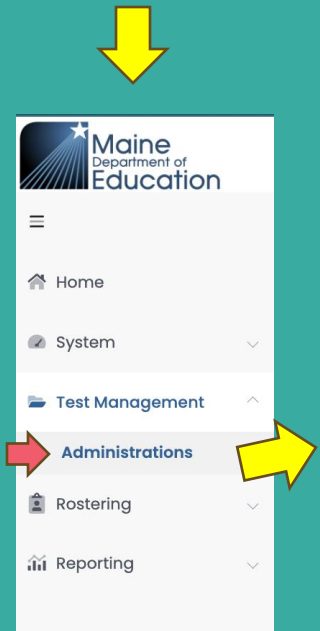 Maine
Department of
Education
Home
System
Test Management
Administrations
Rostering
Reporting